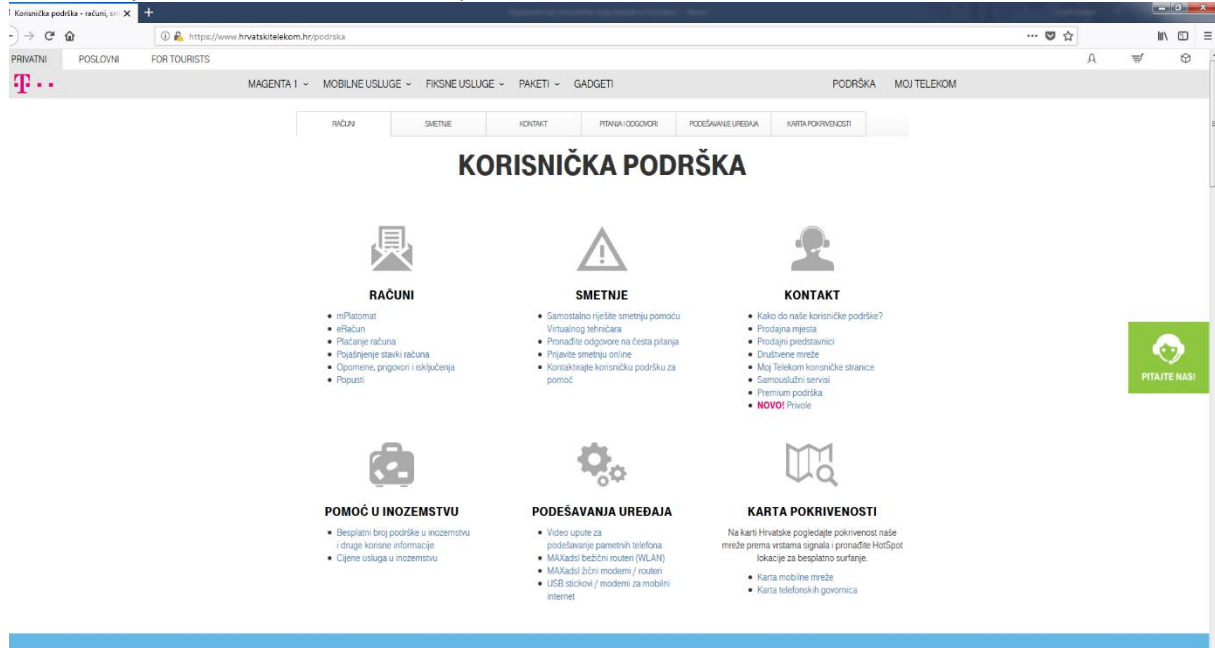 Korisnička podrška - računi, sm
https://www.hrvatskitelekom.hr/podrska
PRIVATNI POSLOVNI FOR TOURISTS
T
MAGENTA 1 MOBILNE USLUGE FIKSNE USLUGE PAKETI GADGETI PODRŠKA MOJ TELEKOM
RAČUNI SMETNJE KONTAKT PITANJA I ODGOVORI PODEŠAVANJE UREĐAJA KARTA POKRIVENOSTI
KORISNIČKA PODRŠKA
RAČUNI
mPlatomat
eRačun
Plaćanje računa
Pojašnjenje stavki računa
Opomene, prigovori i isključenja
Popusti
SMETNJE
Samostalno riješite smetnju pomoću
Virtualnog tehničara
Pronađite odgovore na česta pitanja
Prijavite smetnju online
Kontaktirajte korisničku podršku za
pomoć
KONTAKT
Kako do naše korisničke podrške?
Prodajna mjesta
Prodajni predstavnici
Društvene mreže
Moj Telekom korisničke stranice
Samouslužni servisi
Premium podrška
NOVO! Privole
PITAJTE NAS!
POMOĆ U INOZEMSTVU
Besplatni broj podrške u inozemstvu
i druge korisne informacije
Cijene usluga u inozemstvu
PODEŠAVANJA UREĐAJA
Video upute za
podešavanje pametnih telefona
MAXadsl bežični routeri (WLAN)
MAXadsl žični modemi / routeri
USB stickovi / modemi za mobilni
internet
KARTA POKRIVENOSTI
Na karti Hrvatske pogledajte pokrivenost naše
mreže prema vrstama signala i pronađite HotSpot
lokacije za besplatno surfanje.
Karta mobilne mreže
Karta telefonskih govornica